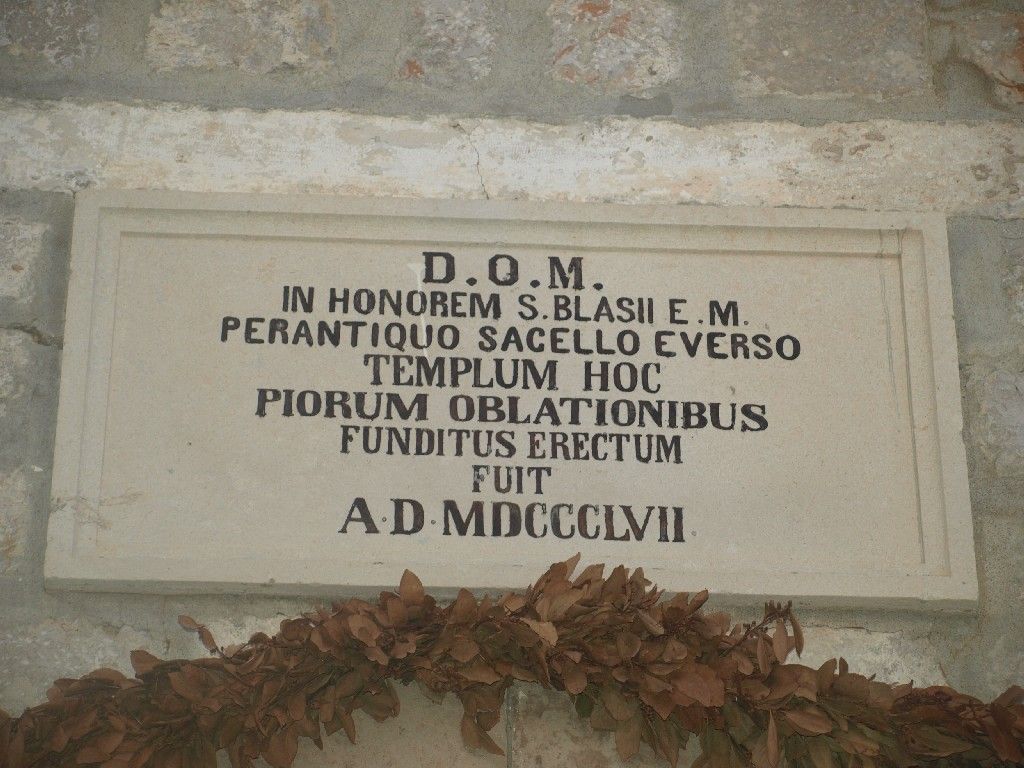 D.O.M.
IN HONOREM S.BLASII E.M.
PERANTIQUO SACELLO EVERSO
TEMPLUM HOC
PIORUM OBLATIONIBUS
FUNDITUS ERECTUM
FUIT
A·D·MDCCCLVII